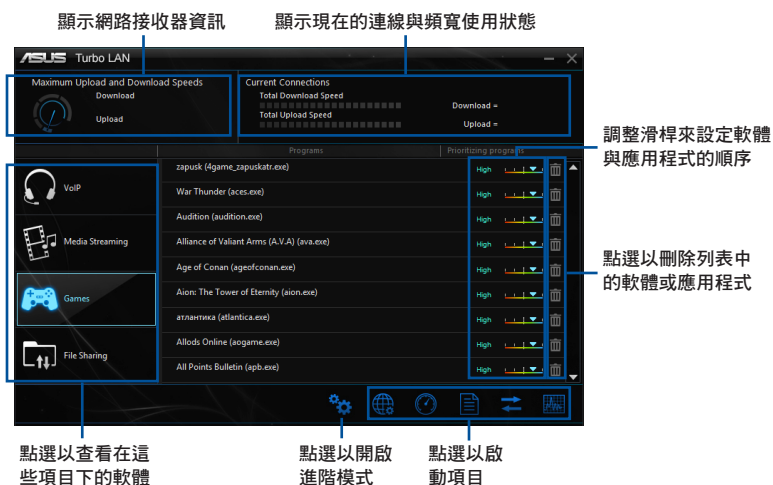 顯示網路接收器資訊
顯示現在的連線與頻寬使用狀態
ASUS Turbo LAN
Maximum Upload and Download Speeds
Download
Upload
Current Connections
Total Download Speed
Download =
Total Upload Speed
Upload =
Programs
Prioritizing programs
VoIP
Media Streaming
Games
File Sharing
zapusk (4game_zapuskatr.exe)
High
War Thunder (aces.exe)
High
Audition (audition.exe)
High
Alliance of Valiant Arms (A.V.A) (ava.exe)
High
Age of Conan (ageofconan.exe)
High
Aion: The Tower of Eternity (aion.exe)
High
атлантика (atlantica.exe)
High
Allods Online (aogame.exe)
High
All Points Bulletin (apb.exe)
High
調整滑桿來設定軟體
與應用程式的順序
點選以刪除列表中
的軟體或應用程式
點選以查看在這
些項目下的軟體
點選以開啟
進階模式
點選以啟
動項目